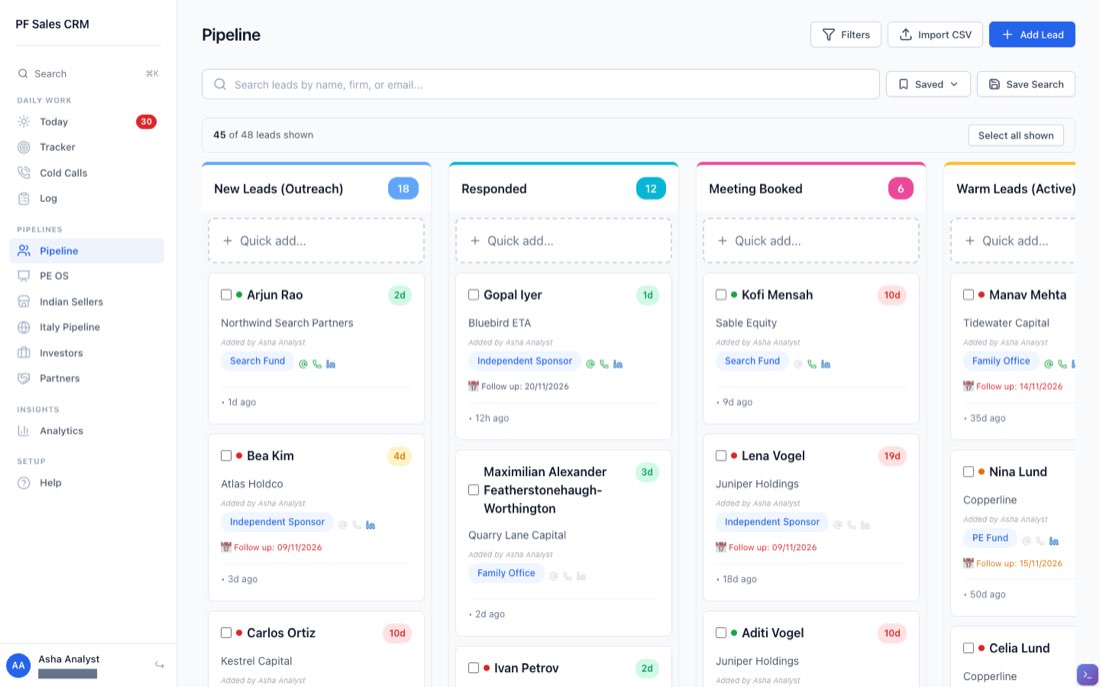 PF Sales CRM
Search ⌘K
DAILY WORK
Today 30
Tracker
Cold Calls
Log
PIPELINES
Pipeline
PE OS
Indian Sellers
Italy Pipeline
Investors
Partners
INSIGHTS
Analytics
SETUP
Help
AA Asha Analyst
Pipeline
Filters
Import CSV
+ Add Lead
Search leads by name, firm, or email...
Saved
Save Search
45 of 48 leads shown
Select all shown
New Leads (Outreach) 18
+ Quick add...
Arjun Rao 2d
Northwind Search Partners
Added by Asha Analyst
Search Fund
• 1d ago
Bea Kim 4d
Atlas Holdco
Added by Asha Analyst
Independent Sponsor
Follow up: 09/11/2026
• 3d ago
Carlos Ortiz 10d
Kestrel Capital
Added by Asha Analyst
Responded 12
+ Quick add...
Gopal Iyer 1d
Bluebird ETA
Added by Asha Analyst
Independent Sponsor
Follow up: 20/11/2026
• 12h ago
Maximilian Alexander
Featherstonehaugh-
Worthington
3d
Quarry Lane Capital
Added by Asha Analyst
Family Office
• 2d ago
Ivan Petrov 2d
Meeting Booked 6
+ Quick add...
Kofi Mensah 10d
Sable Equity
Added by Asha Analyst
Search Fund
• 9d ago
Lena Vogel 19d
Juniper Holdings
Added by Asha Analyst
Independent Sponsor
Follow up: 09/11/2026
• 18d ago
Aditi Vogel 10d
Juniper Holdings
Added by Asha Analyst
Warm Leads (Active)
+ Quick add...
Manav Mehta
Tidewater Capital
Added by Asha Analyst
Family Office
Follow up: 14/11/2026
• 35d ago
Nina Lund
Copperline
Added by Asha Analyst
PE Fund
Follow up: 15/11/2026
• 50d ago
Celia Lund
Copperline